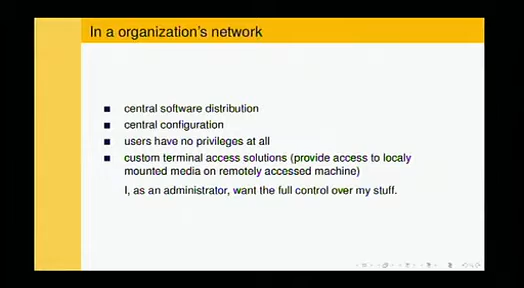 In a organization's network
central software distribution
central configuration
users have no privileges at all
custom terminal access solutions (provide access to localy
mounted media on remotely accessed machine)
I, as an administrator, want the full control over my stuff.